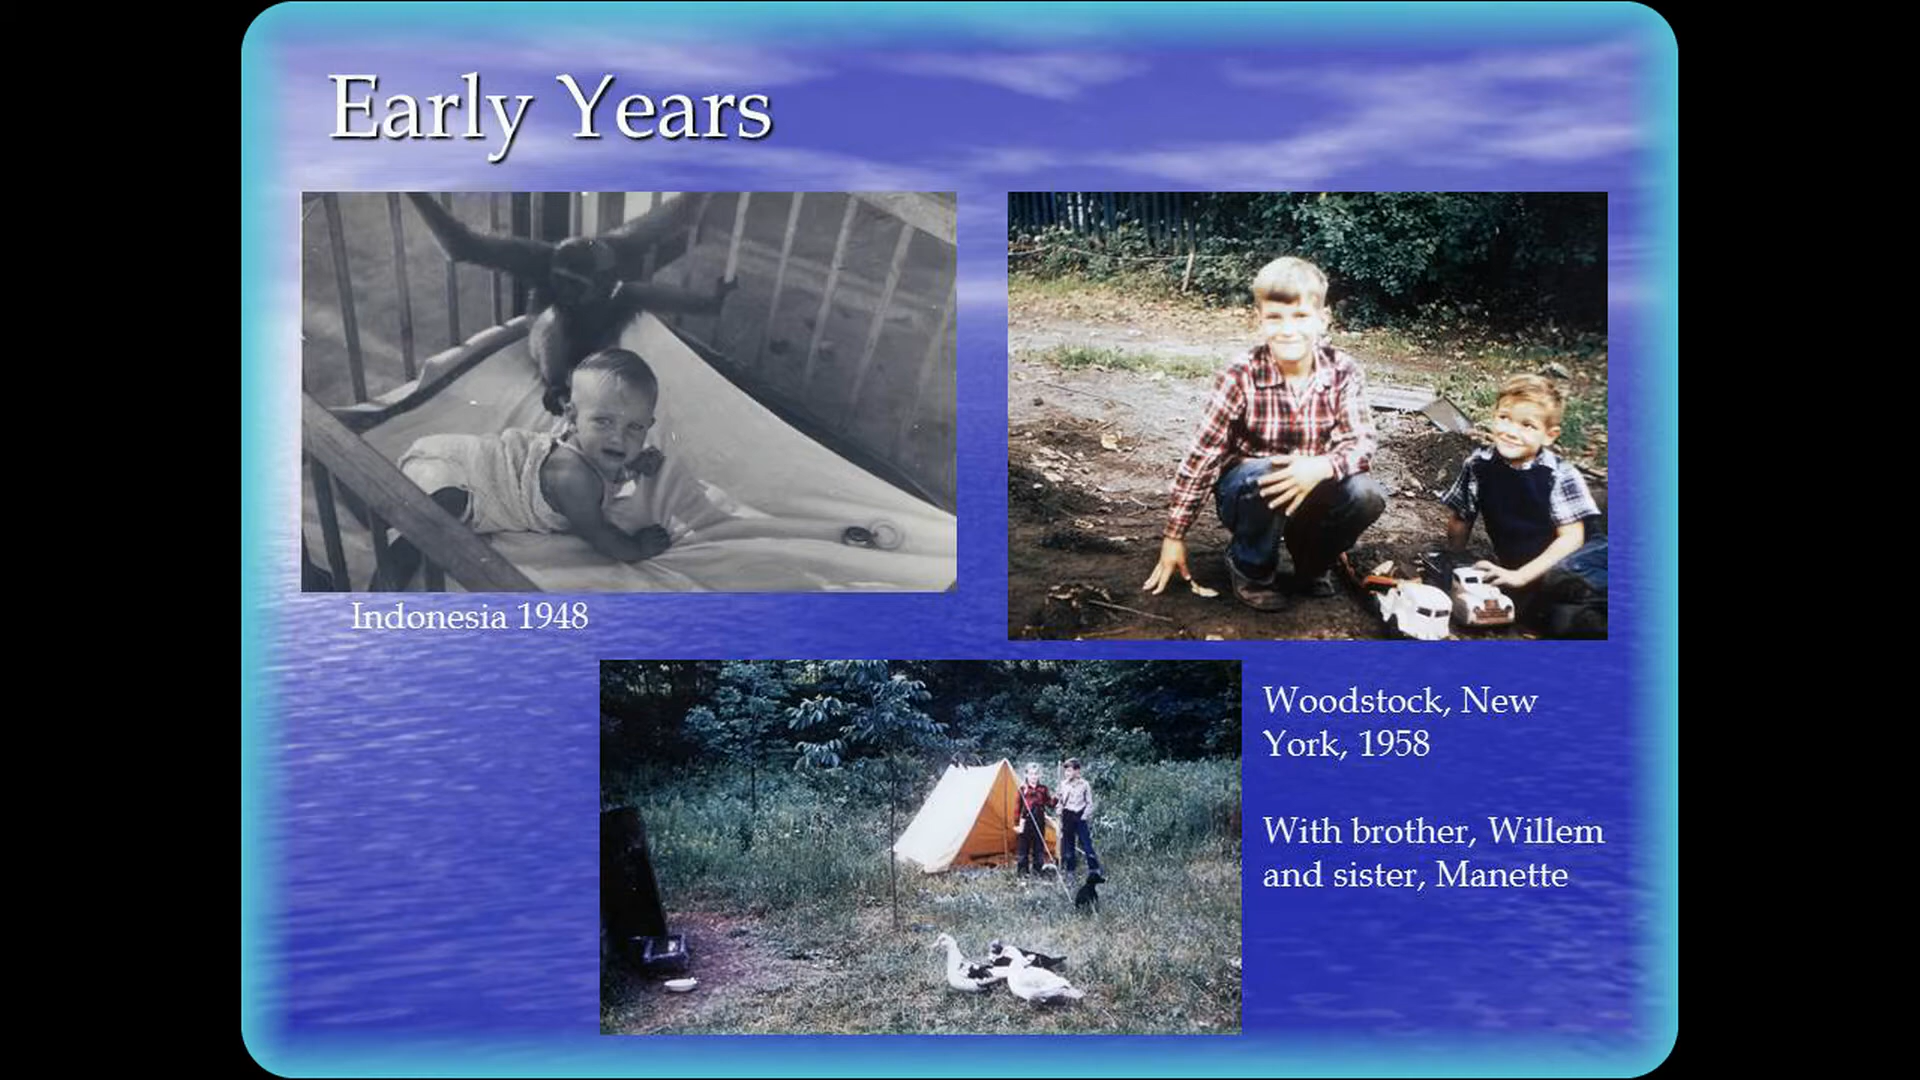 Early Years
Indonesia 1948
Woodstock, New
York, 1958
With brother, Willem
and sister, Manette